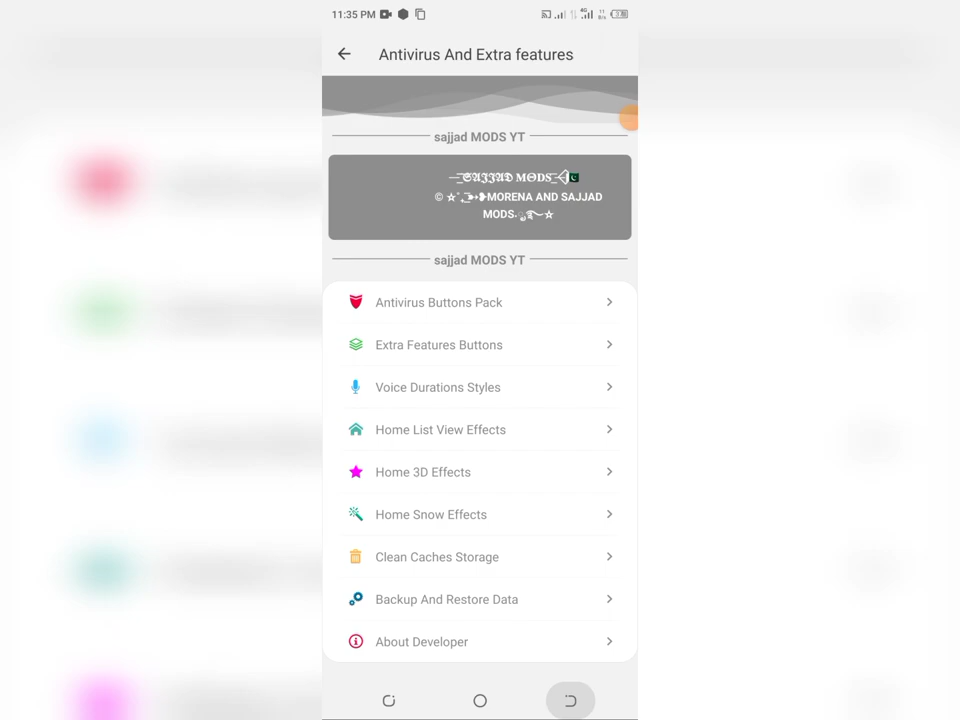 11:35 PM
4G
Antivirus And Extra features
sajjad MODS YT
MODS
© ☆ MORENA AND SAJJAD
MODS ☆
sajjad MODS YT
Antivirus Buttons Pack
Extra Features Buttons
Voice Durations Styles
Home List View Effects
Home 3D Effects
Home Snow Effects
Clean Caches Storage
Backup And Restore Data
About Developer